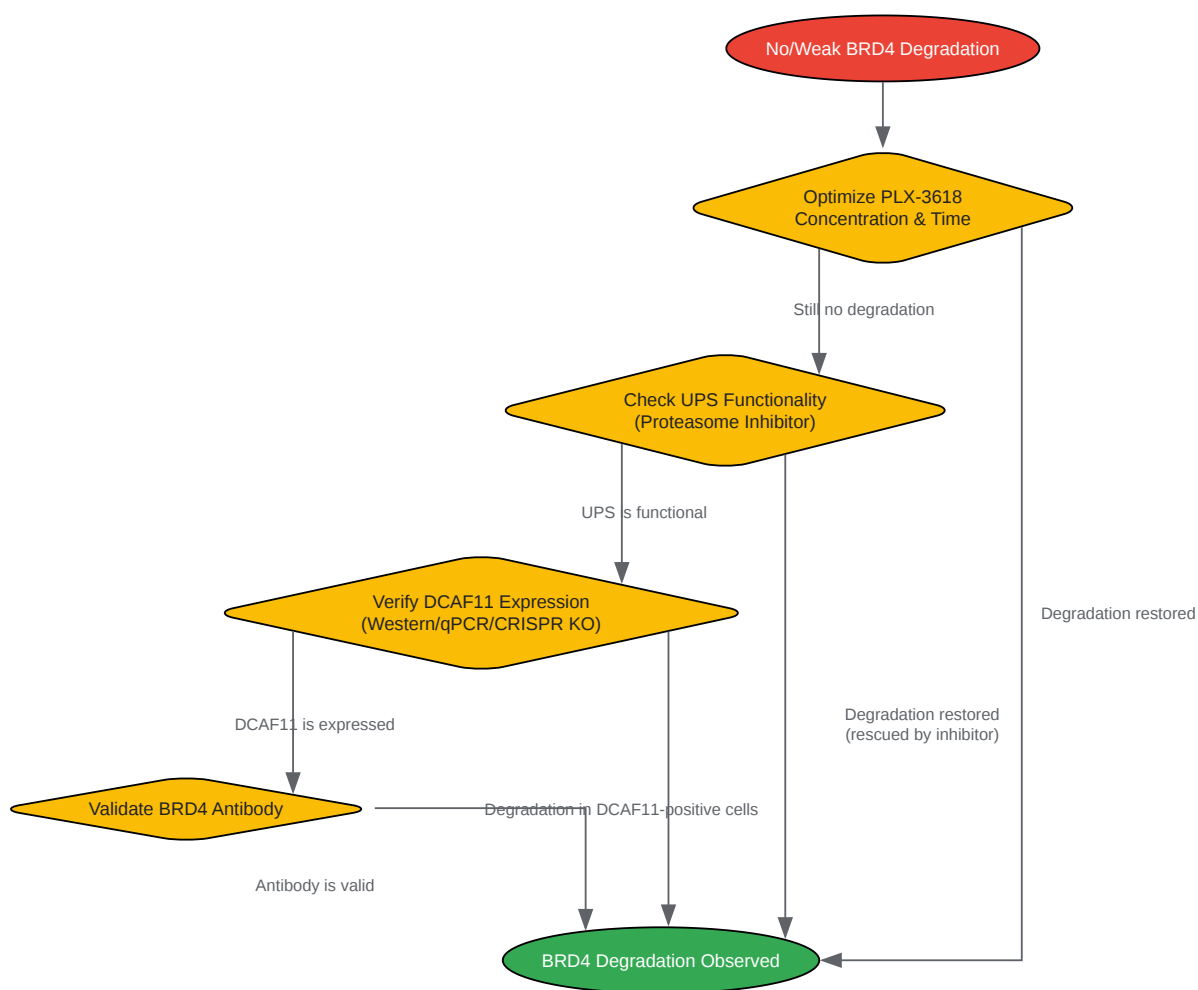 No/Weak BRD4 Degradation
Optimize PLX-3618
Concentration & Time
Still no degradation
Check UPS Functionality
(Proteasome Inhibitor)
UPS is functional
Verify DCAF11 Expression
(Western/qPCR/CRISPR KO)
Degradation restored
Degradation restored
(rescued by inhibitor)
DCAF11 is expressed
Validate BRD4 Antibody
Degradation in DCAF11-positive cells
Antibody is valid
BRD4 Degradation Observed